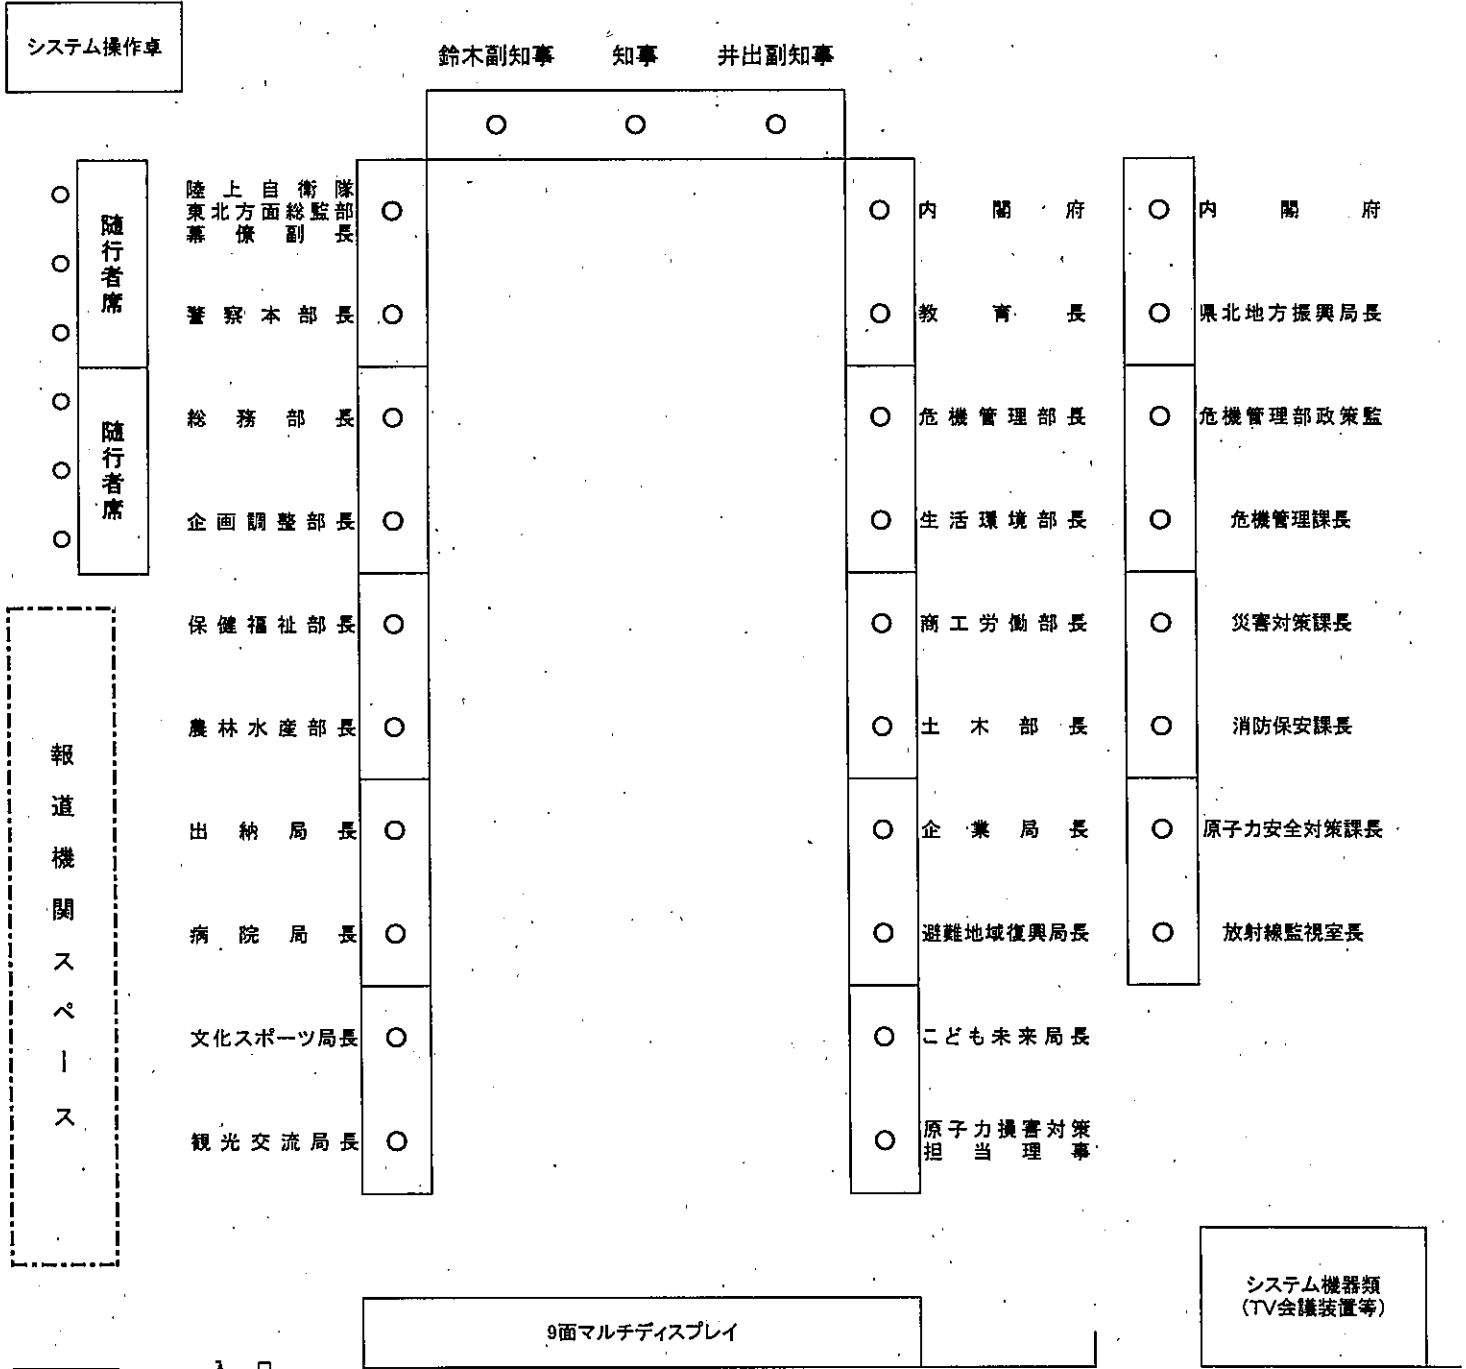 システム操作卓
鈴木副知事 知事 井出副知事
随行者席
随行者席
陸上自衛隊
東北方面総監部
幕僚副長
警察本部長
総務部長
企画調整部長
保健福祉部長
農林水産部長
出納局長
病院局長
文化スポーツ局長
観光交流局長
内閣府
教育長
危機管理部長
生活環境部長
商工労働部長
土木部長
企業局長
避難地域復興局長
こども未来局長
原子力損害対策
担当理事
内閣府
県北地方振興局長
危機管理部政策監
危機管理課長
災害対策課長
消防保安課長
原子力安全対策課長
放射線監視室長
報道機関スペース
9面マルチディスプレイ
システム機器類
(TV会議装置等)